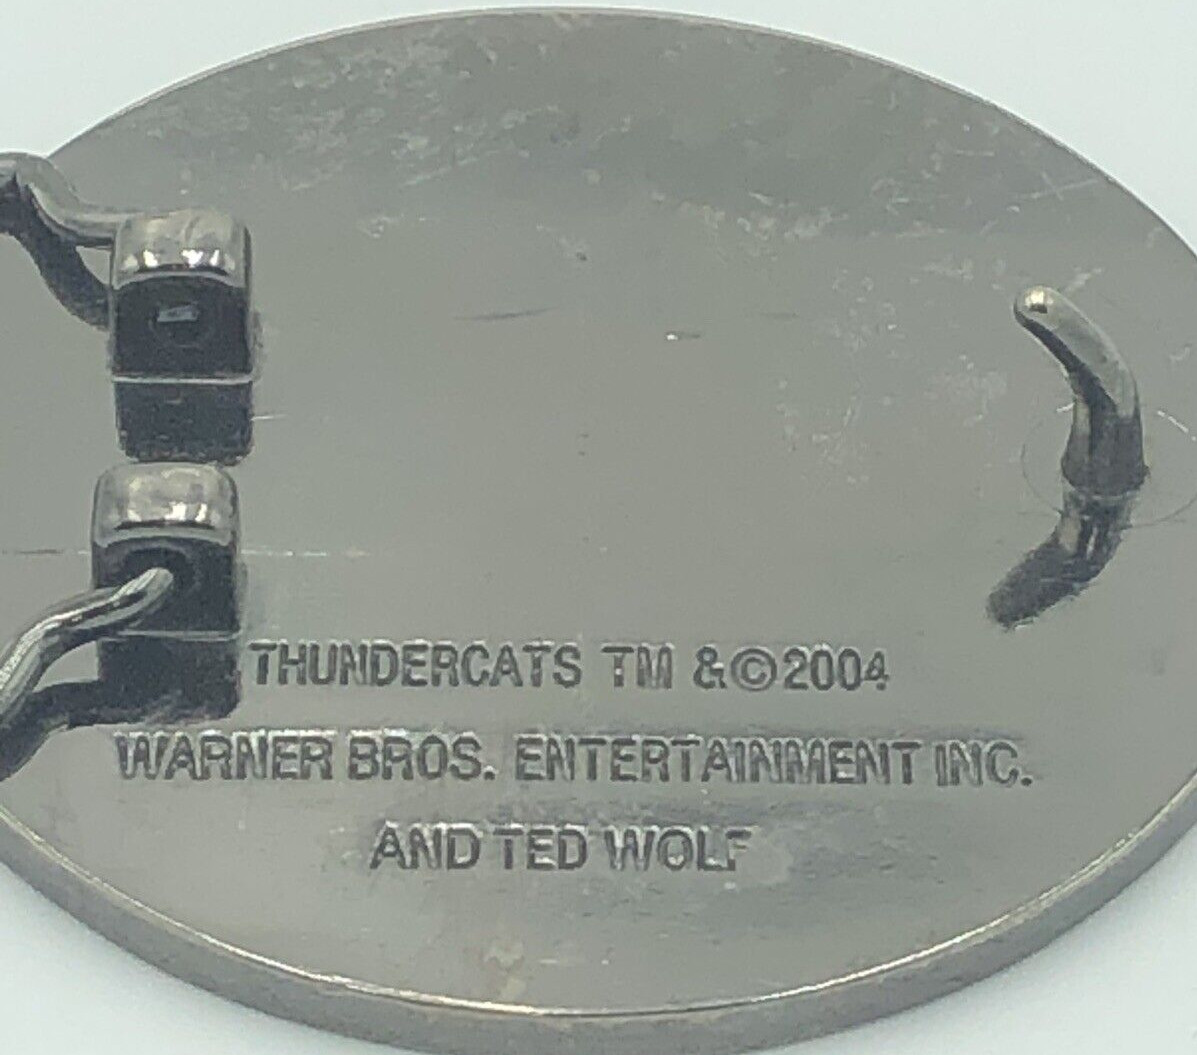 THUNDERCATS TM &©2004
WARNER BROS. ENTERTAINMENT INC.
AND TED WOLF